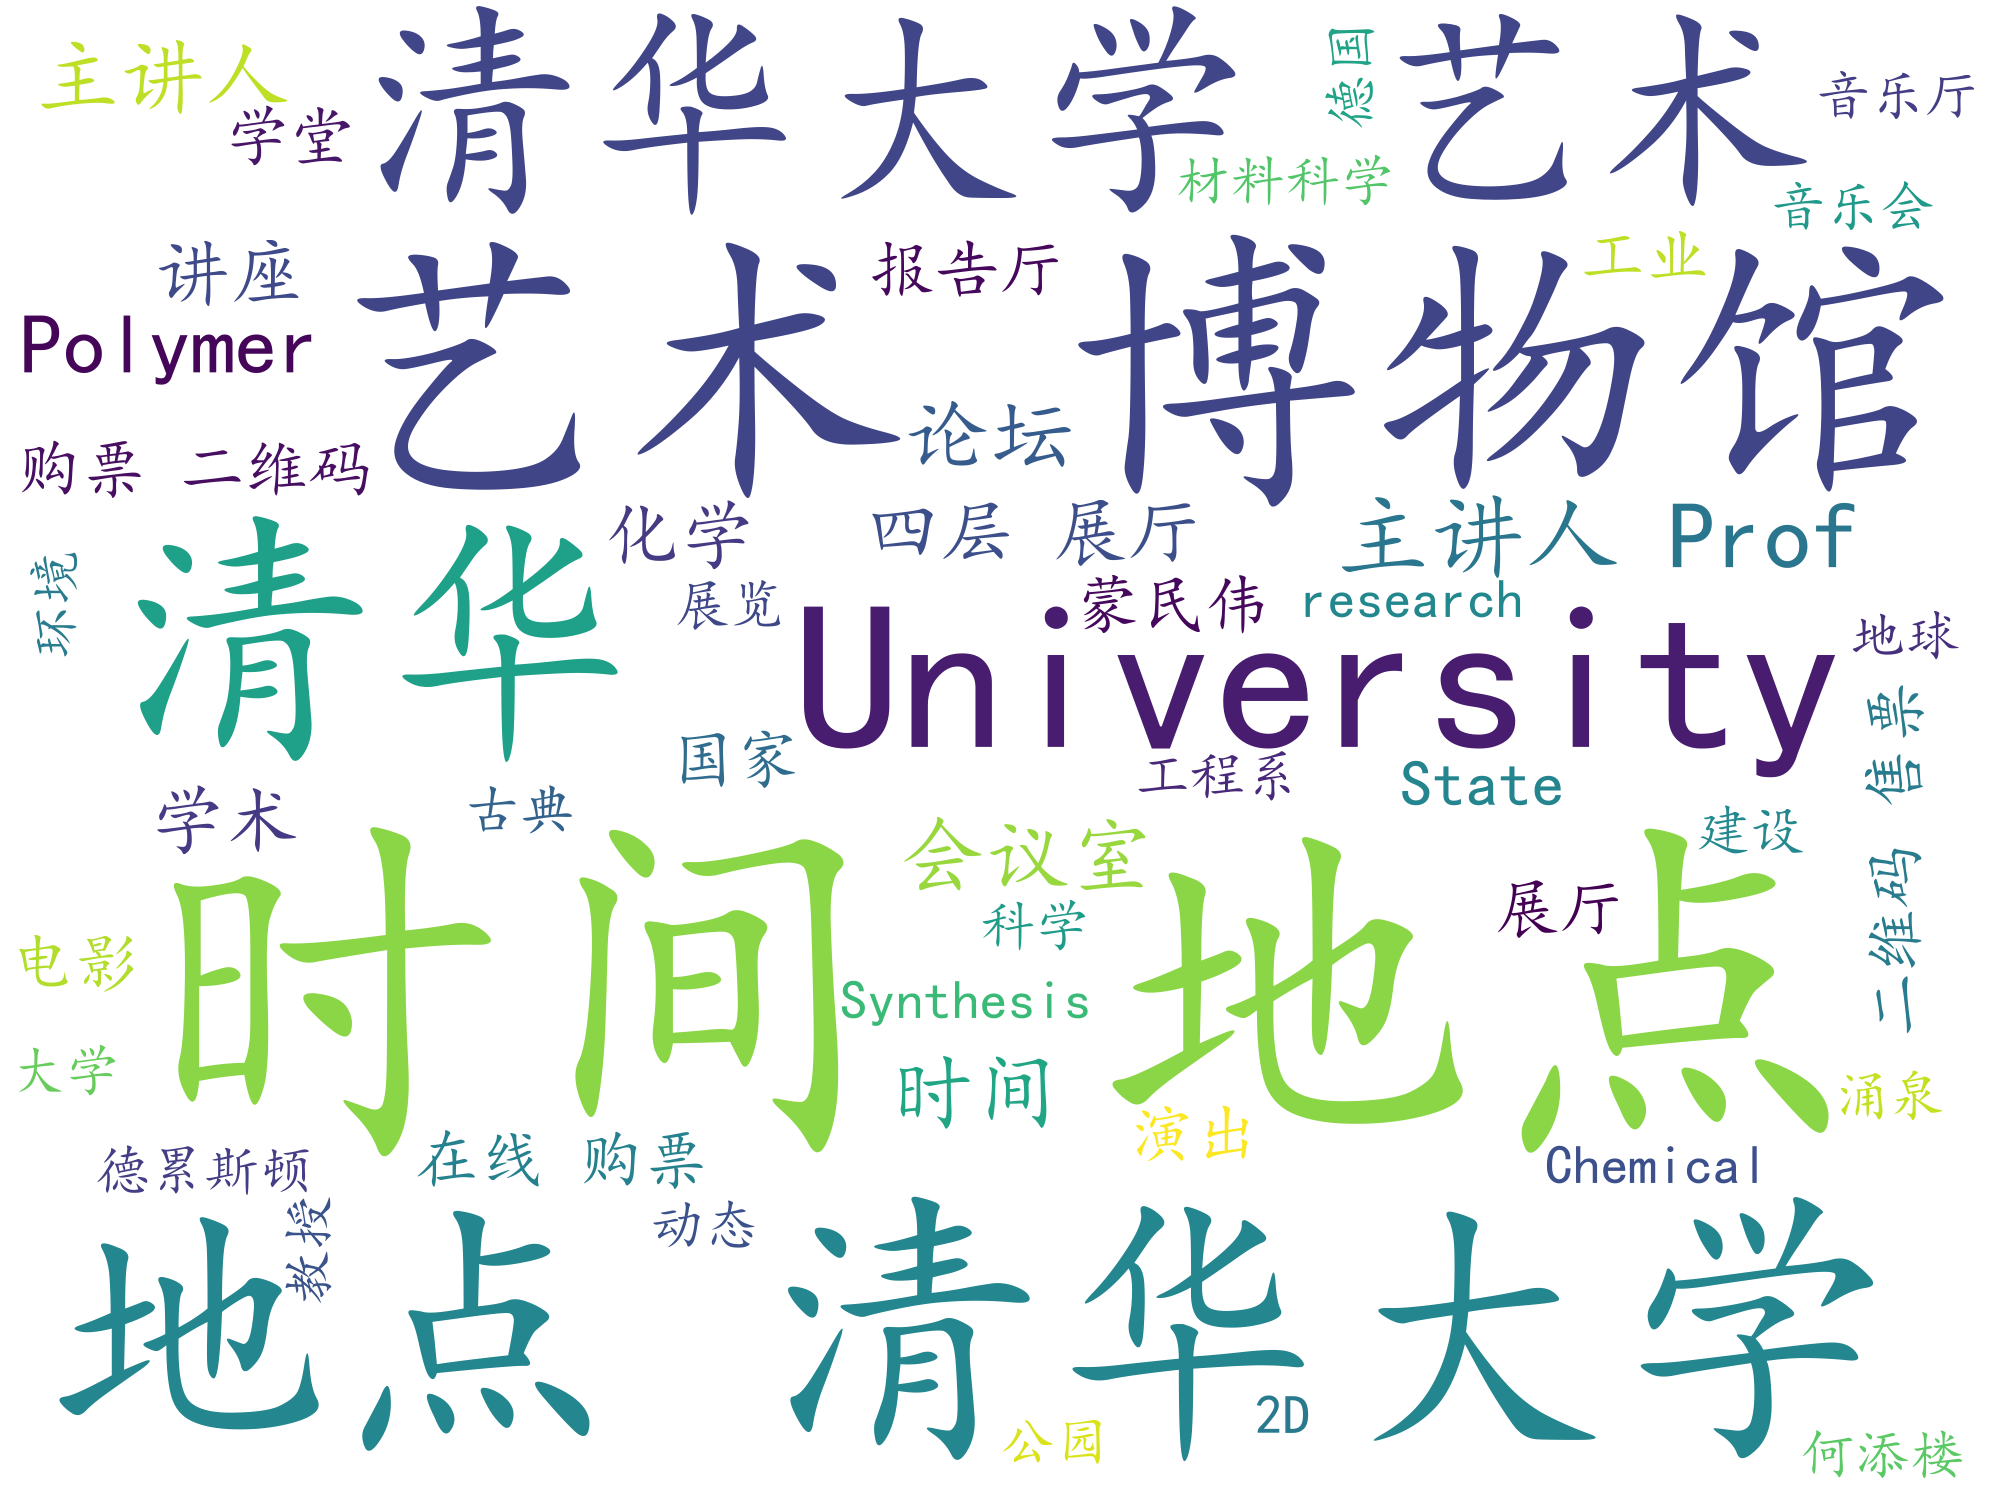 主讲人
学堂
清华大学 艺术
德国
音乐厅
材料科学
音乐会
讲座
艺术 博物馆
报告厅
工业
Polymer
论坛
购票 二维码
清华
化学
四层 展厅
主讲人
Prof
环境
展览
蒙民伟
research
University
地球
售票 二维码
国家
工程系
State
学术
古典
时间 地点
会议室
建设
展厅
电影
科学
Synthesis
大学
时间
涌泉
演出
德累斯顿
在线 购票
Chemical
教授
动态
地点 清华大学
2D
公园
何添楼